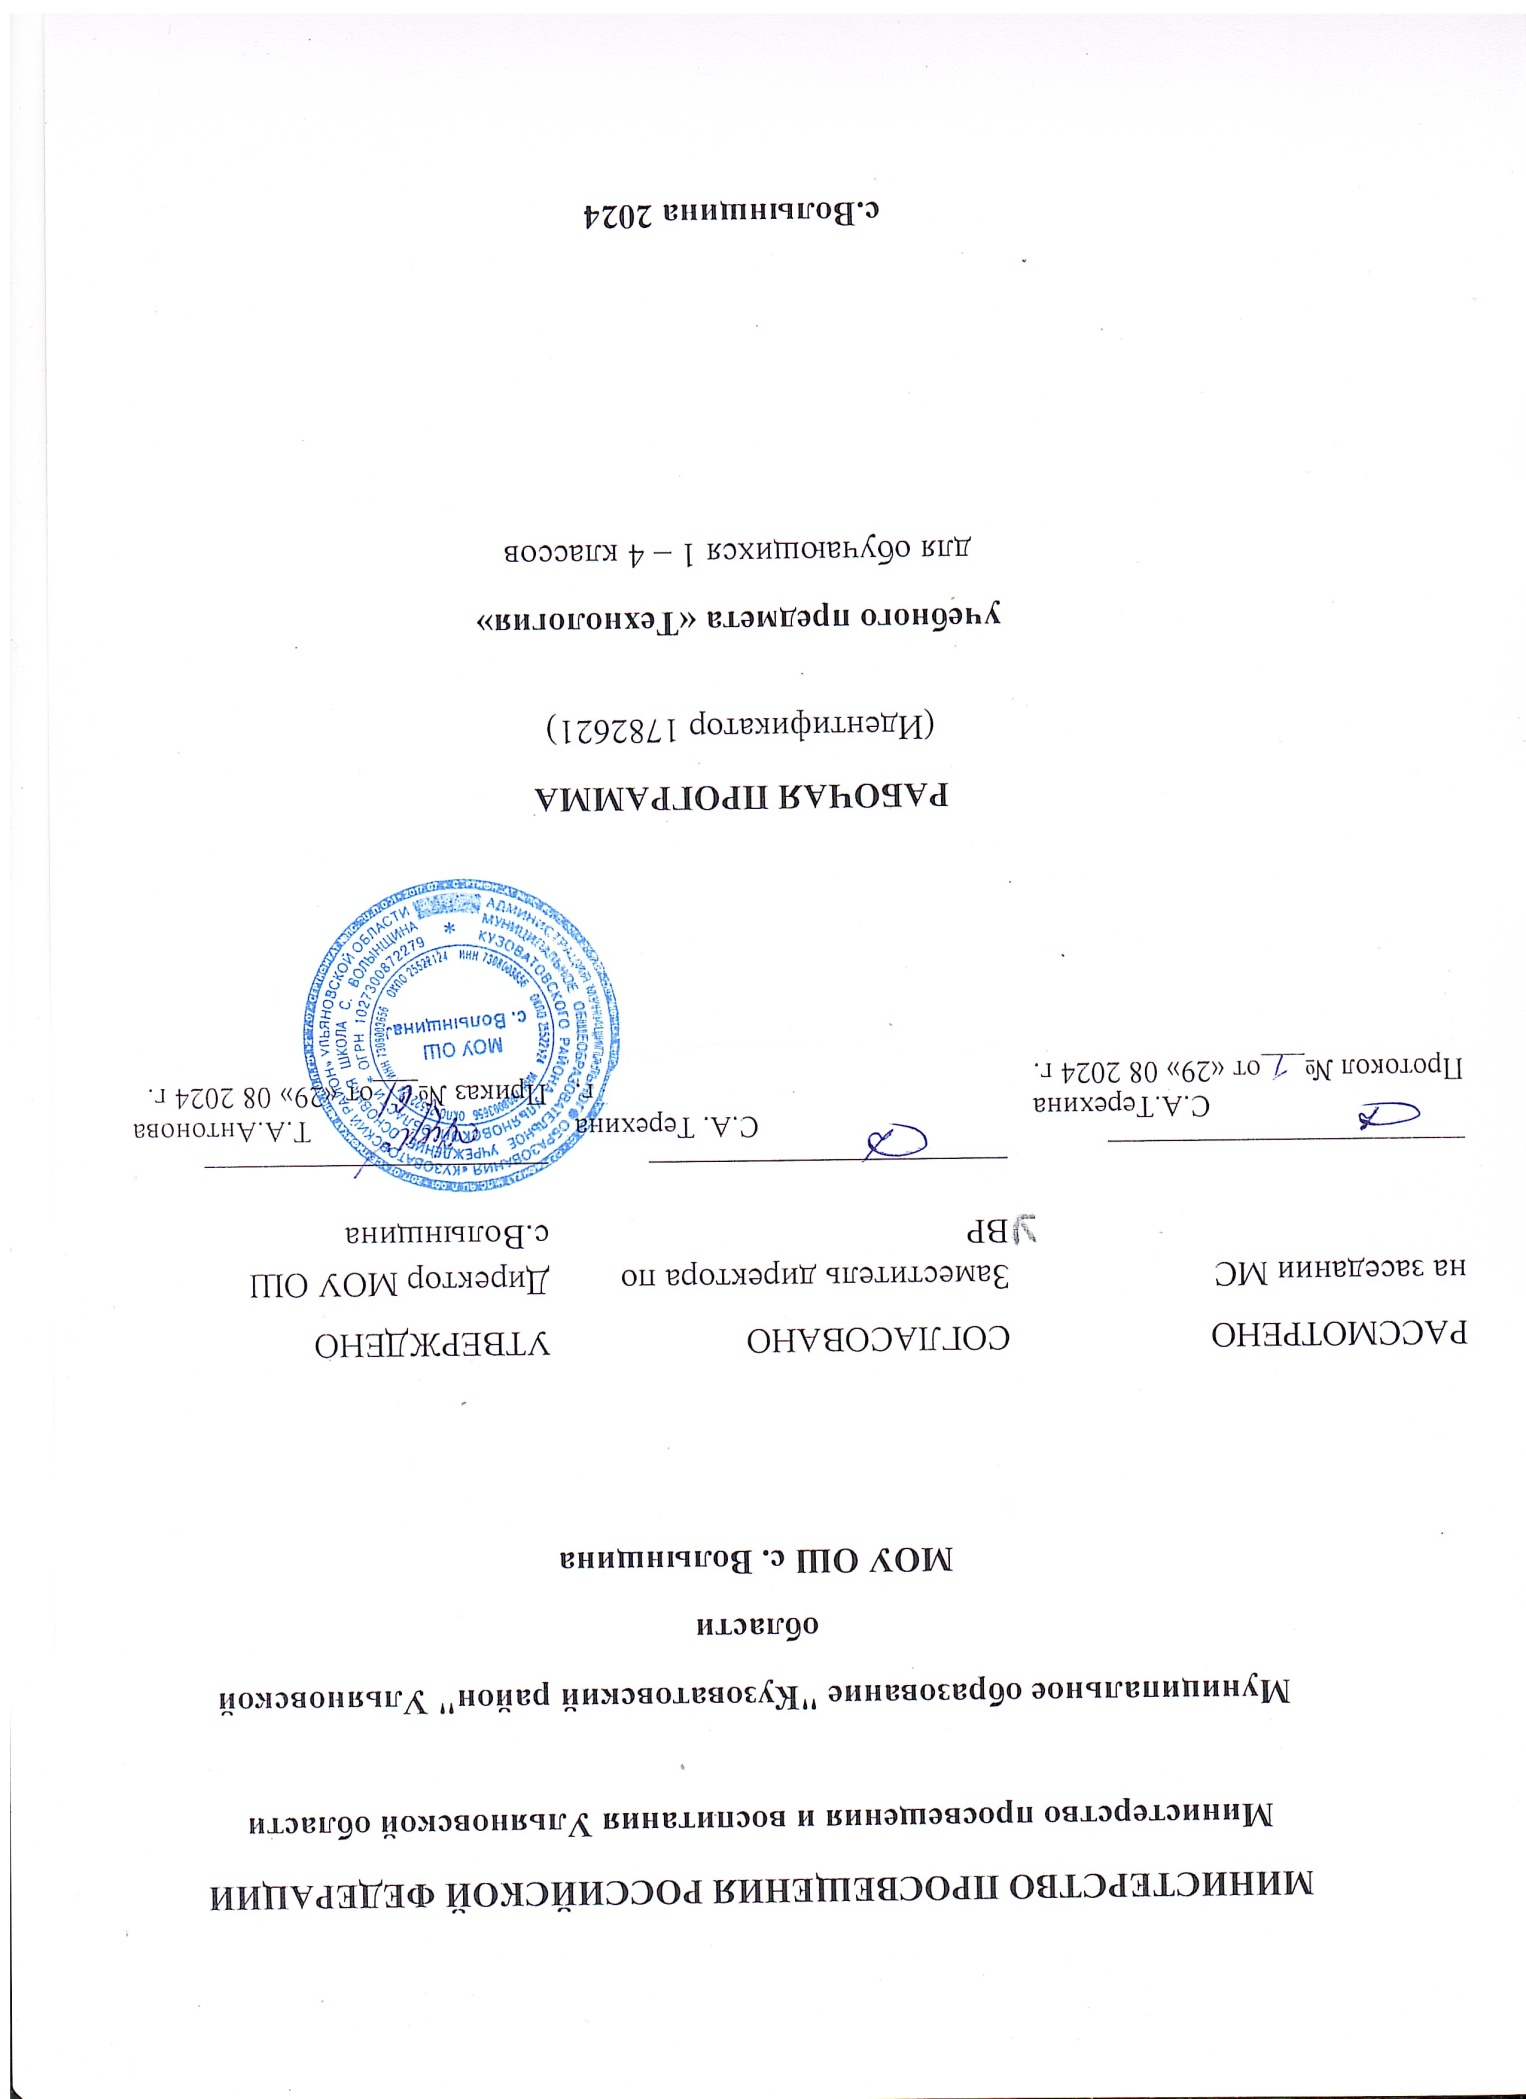 МИНИСТЕРСТВО ПРОСВЕЩЕНИЯ РОССИЙСКОЙ ФЕДЕРАЦИИ
Министерство просвещения и воспитания Ульяновской области
Муниципальное образование "Кузоватовский район" Ульяновской
области
МОУ ОШ с. Волынщина
РАССМОТРЕНО
на заседании МС
С.А.Терехина
Протокол № 1 от «29» 08 2024 г.
СОГЛАСОВАНО
Заместитель директора по
УВР
С.А. Терехина
г.
УТВЕРЖДЕНО
Директор МОУ ОШ
с.Волынщина
Т.А.Антонова
Приказ № от «29» 08 2024 г.
МОУ ОШ
с. Волынщина
ОГРН 1027300872279
РАБОЧАЯ ПРОГРАММА
(Идентификатор 1782621)
учебного предмета «Технология»
для обучающихся 1 – 4 классов
с.Волынщина 2024